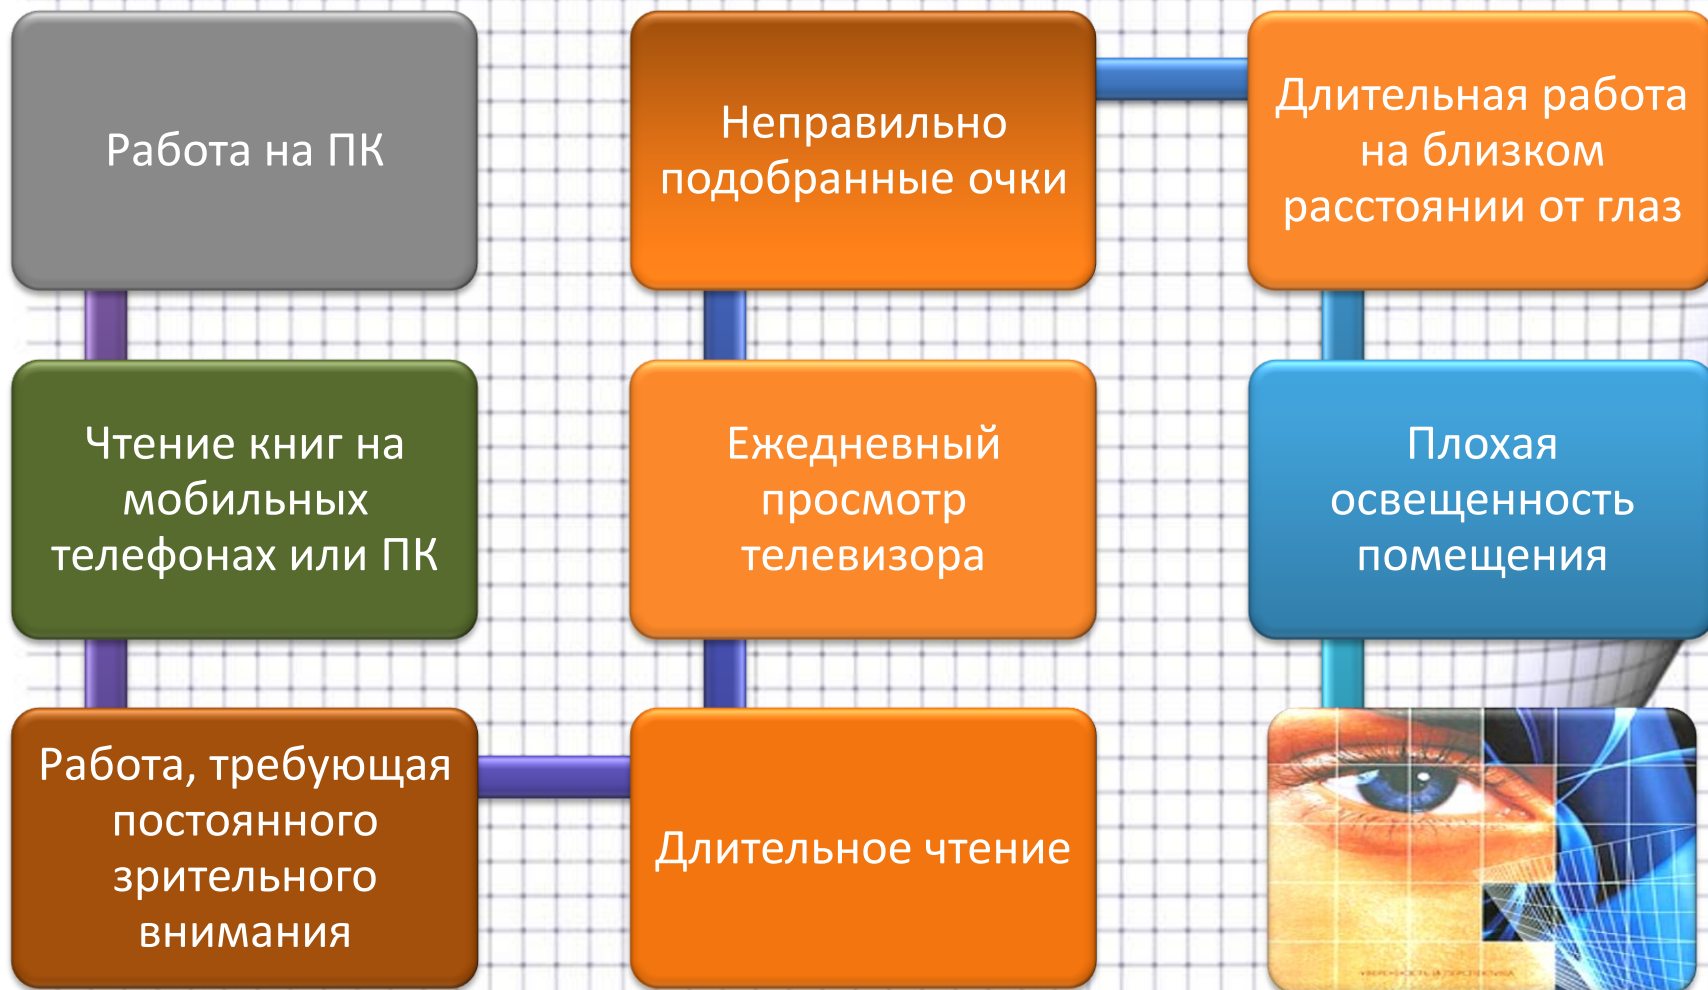 Работа на ПК
Чтение книг на
мобильных
телефонах или ПК
Работа, требующая
постоянного
зрительного
внимания
Длительное чтение
Ежедневный
просмотр
телевизора
Неправильно
подобранные очки
Длительная работа
на близком
расстоянии от глаз
Плохая
освещенность
помещения